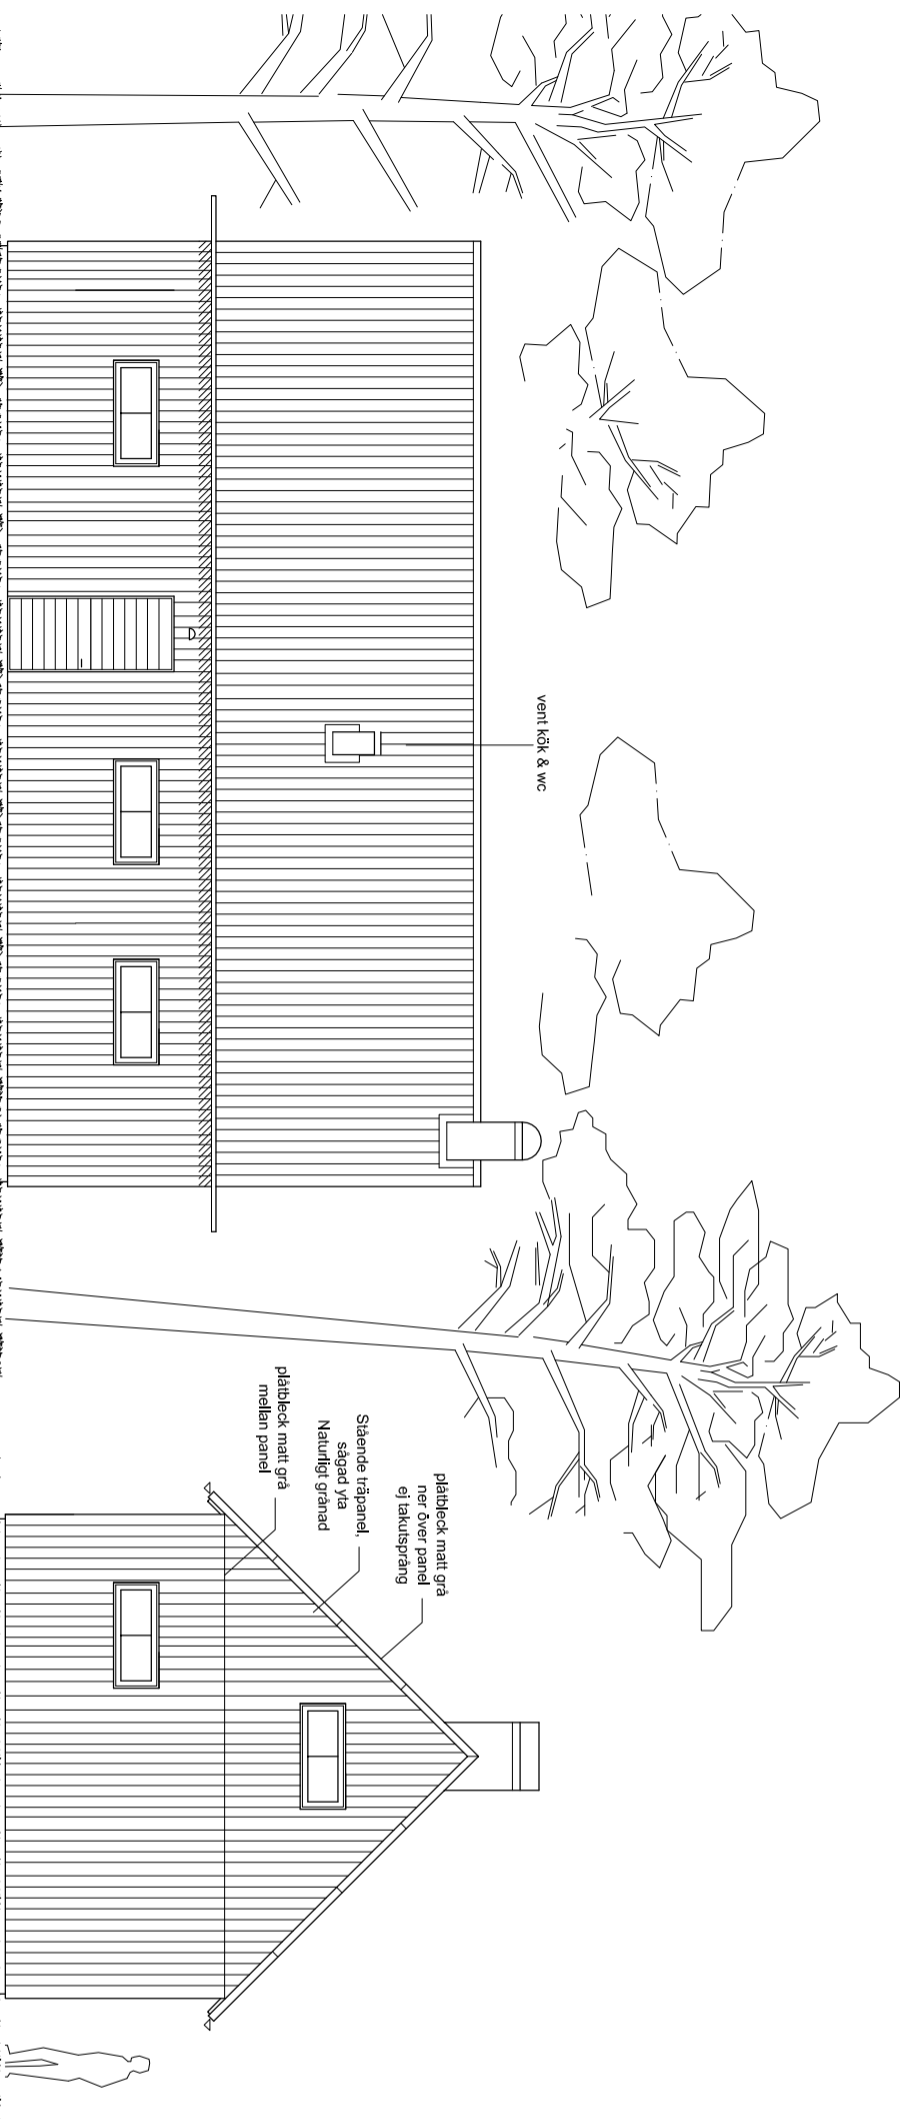 vent kök & wc
plåtbleck matt grå
mellan panel
Stående träpanel,
sågad yta
Naturligt grånad
plåtbleck matt grå
ner över panel
ej takutsprång